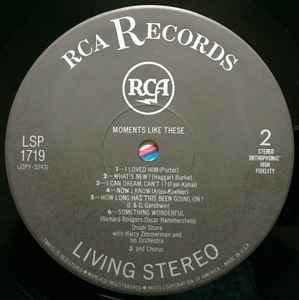 RCA RECORDS
RCA
MOMENTS LIKE THESE
LSP
1719
2
STEREO
ORTHOPHONIC
HIGH
FIDELITY
1—I LOVED HIM (Porter)
2—WHAT'S NEW? (Haggart-Burke)
3—I CAN DREAM, CAN'T I? (Fain-Kahal)
4—NOW I KNOW (Arlen-Koehler)
5—HOW LONG HAS THIS BEEN GOING ON?
(I. & G. Gershwin)
6—SOMETHING WONDERFUL
(Richard Rodgers-Oscar Hammerstein)
Dinah Shore
with Harry Zimmerman and
his Orchestra
and Chorus
LIVING STEREO